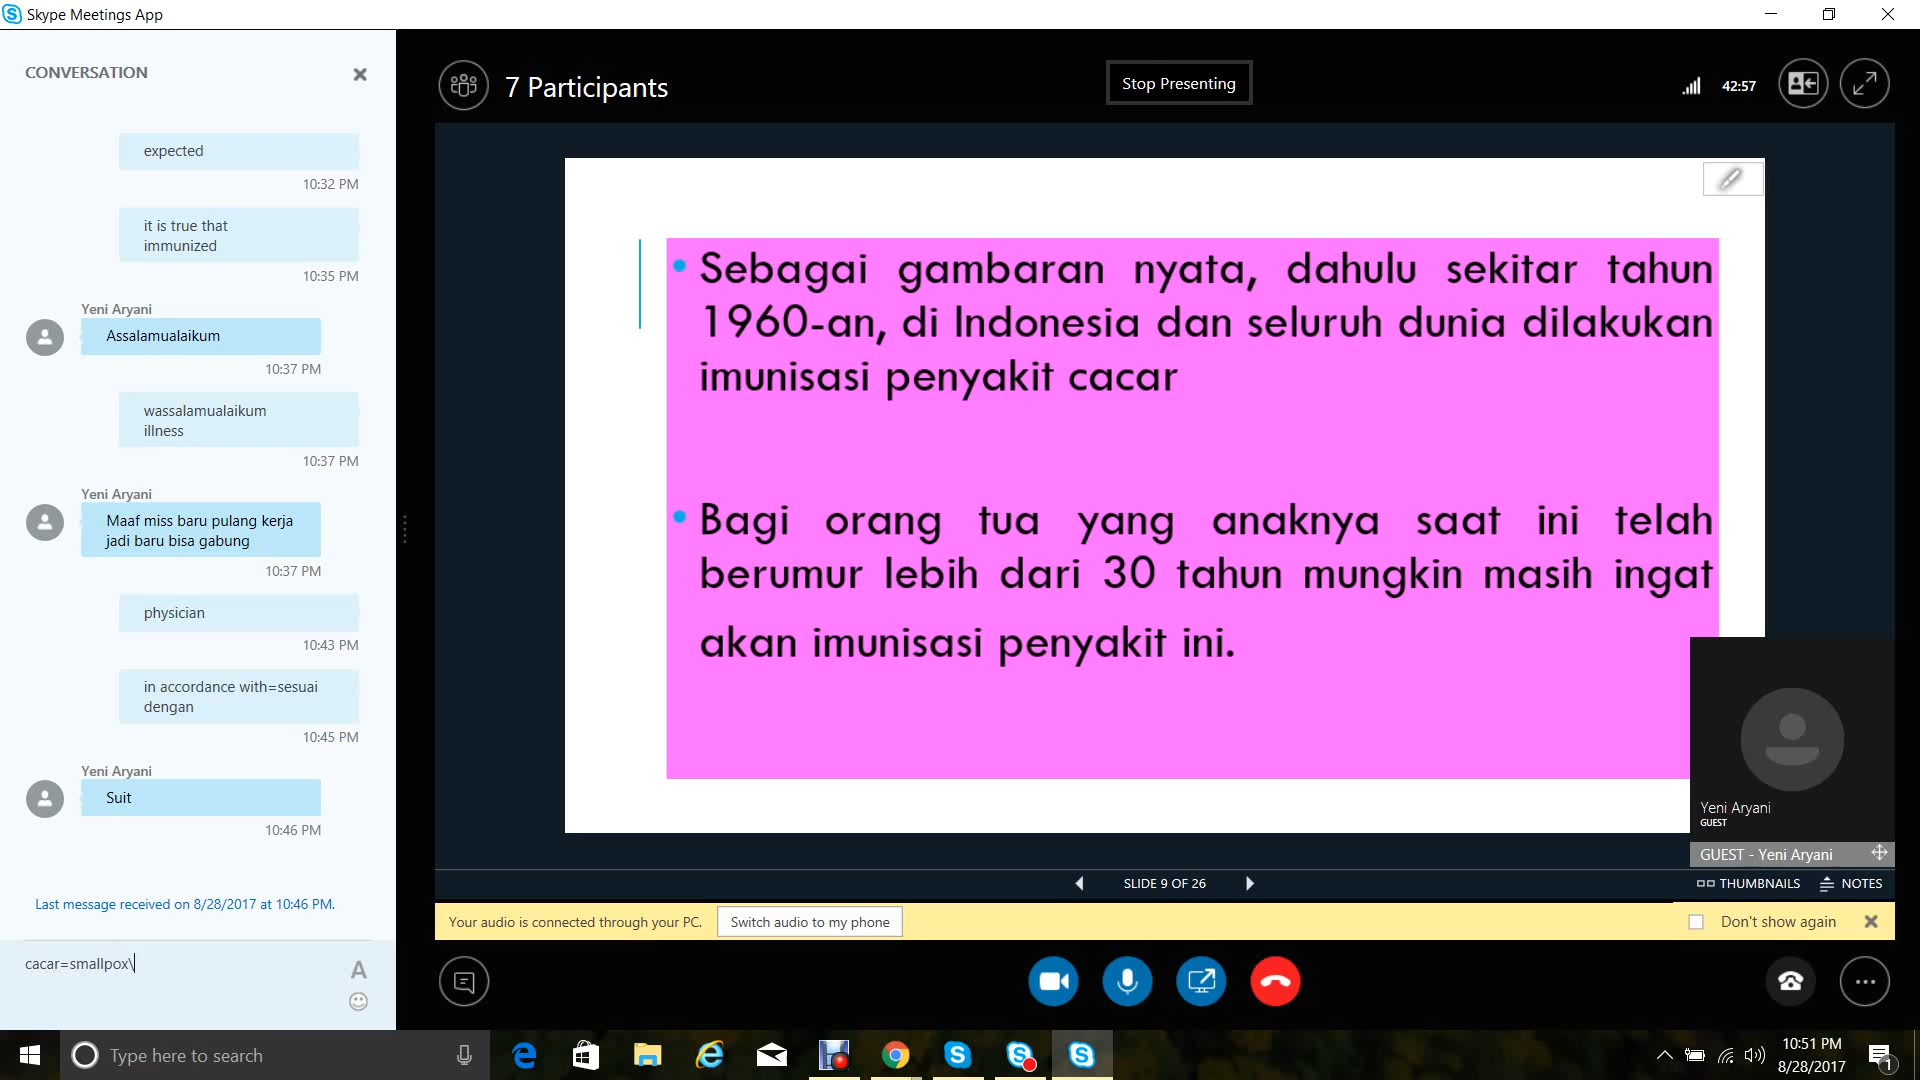 Skype Meetings App
CONVERSATION
expected
10:32 PM
it is true that
immunized
10:35 PM
Yeni Aryani
Assalamualaikum
10:37 PM
wassalamualaikum
illness
10:37 PM
Yeni Aryani
Maaf miss baru pulang kerja
jadi baru bisa gabung
10:37 PM
physician
10:43 PM
in accordance with=sesuai
dengan
10:45 PM
Yeni Aryani
Suit
10:46 PM
Last message received on 8/28/2017 at 10:46 PM.
cacar=smallpox\
A
7 Participants
Stop Presenting
42:57
• Sebagai gambaran nyata, dahulu sekitar tahun
1960-an, di Indonesia dan seluruh dunia dilakukan
imunisasi penyakit cacar
• Bagi orang tua yang anaknya saat ini telah
berumur lebih dari 30 tahun mungkin masih ingat
akan imunisasi penyakit ini.
Yeni Aryani
GUEST
GUEST - Yeni Aryani
SLIDE 9 OF 26
THUMBNAILS
NOTES
Your audio is connected through your PC.
Switch audio to my phone
Don't show again
Type here to search
10:51 PM
8/28/2017
1